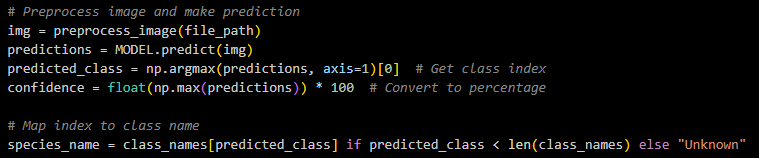 # Preprocess image and make prediction
img = preprocess_image(file_path)
predictions = MODEL.predict(img)
predicted_class = np.argmax(predictions, axis=1)[0]  # Get class index
confidence = float(np.max(predictions)) * 100  # Convert to percentage

# Map index to class name
species_name = class_names[predicted_class] if predicted_class < len(class_names) else "Unknown"